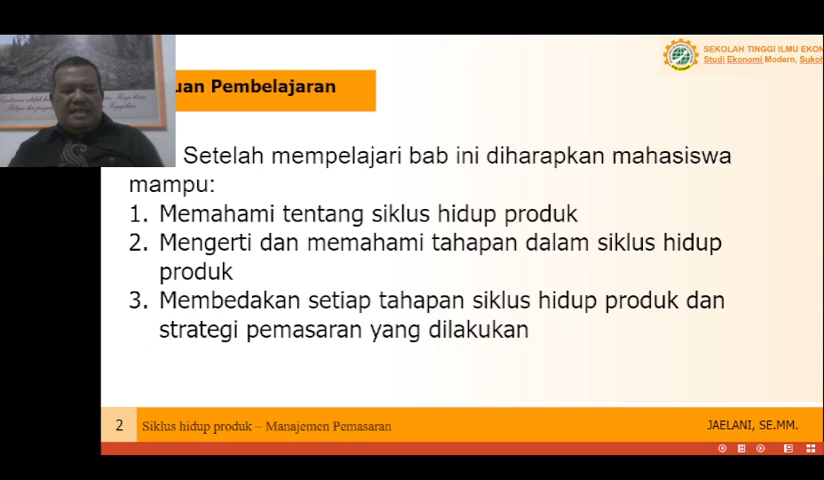 SEKOLAH TINGGI ILMU EKON
Studi Ekonomi Modern, Sukoh
uan Pembelajaran
Setelah mempelajari bab ini diharapkan mahasiswa
mampu:
1. Memahami tentang siklus hidup produk
2. Mengerti dan memahami tahapan dalam siklus hidup
produk
3. Membedakan setiap tahapan siklus hidup produk dan
strategi pemasaran yang dilakukan
2 Siklus hidup produk – Manajemen Pemasaran
JAELANI, SE.MM.